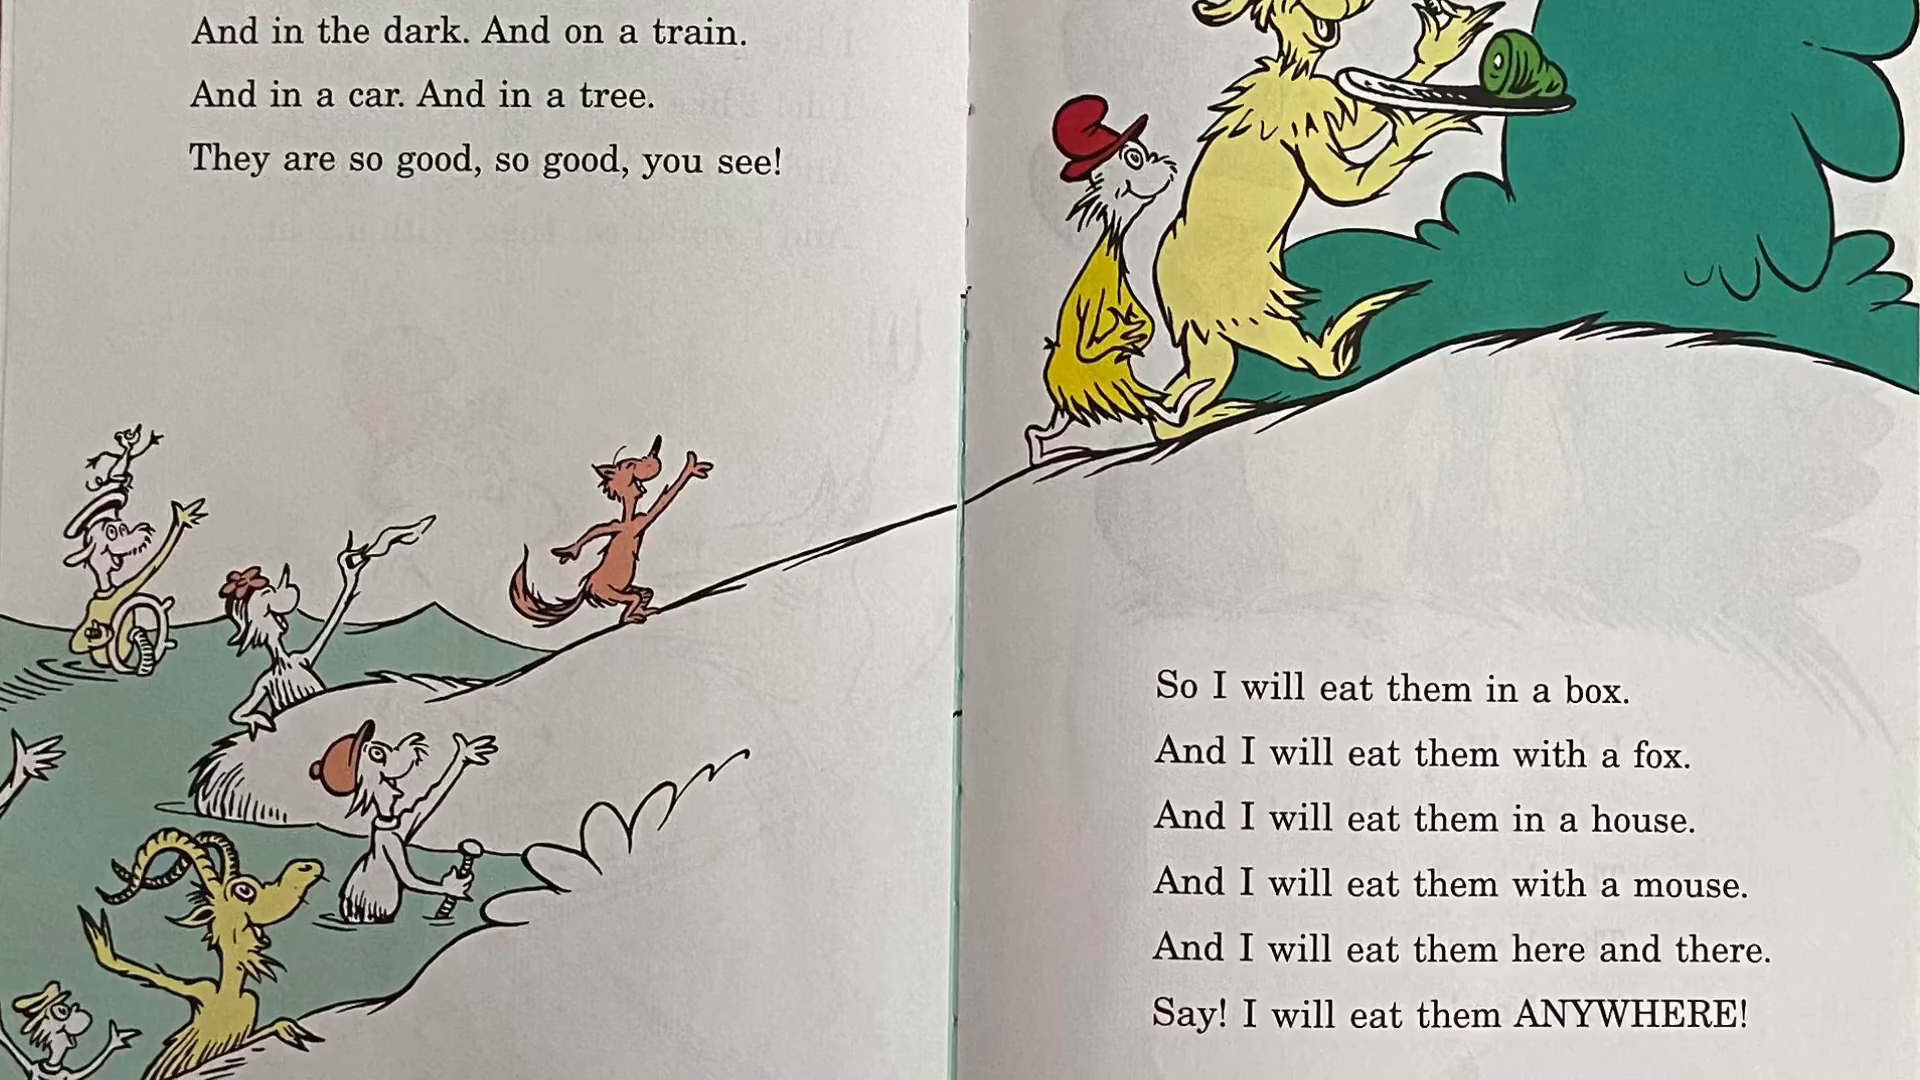 And in the dark. And on a train.
And in a car. And in a tree.
They are so good, so good, you see!
So I will eat them in a box.
And I will eat them with a fox.
And I will eat them in a house.
And I will eat them with a mouse.
And I will eat them here and there.
Say! I will eat them ANYWHERE!